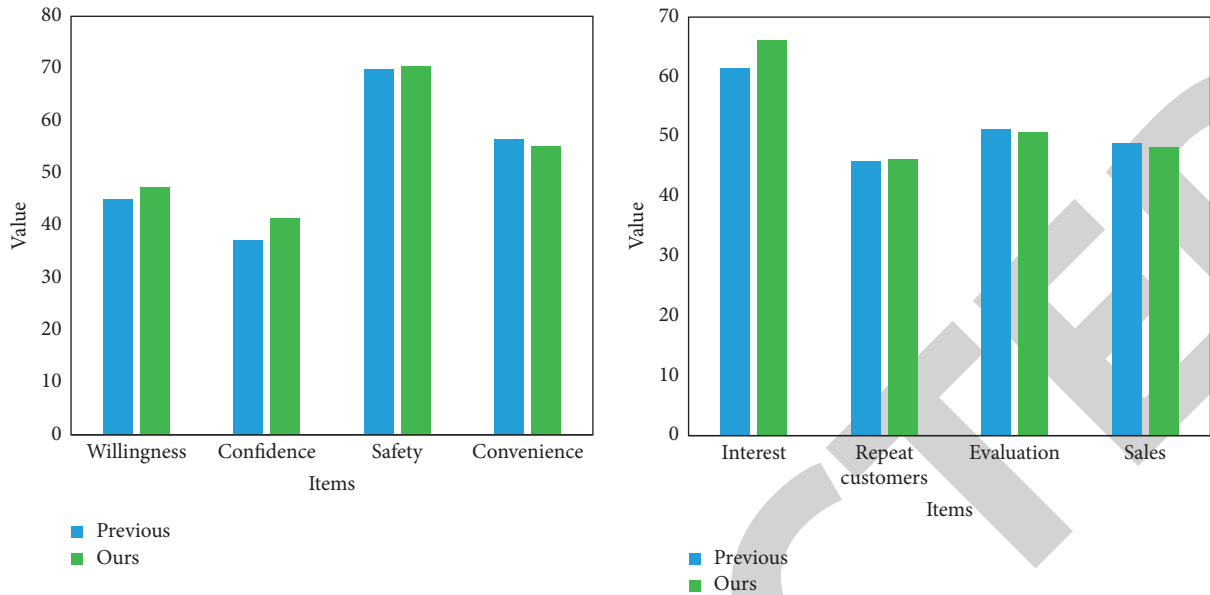 80
70
60
50
40
30
20
10
0
Value
Willingness Confidence Safety Convenience
Items
Previous
Ours
70
60
50
40
30
20
10
0
Value
Interest Repeat customers Evaluation Sales
Items
Previous
Ours
CTEC